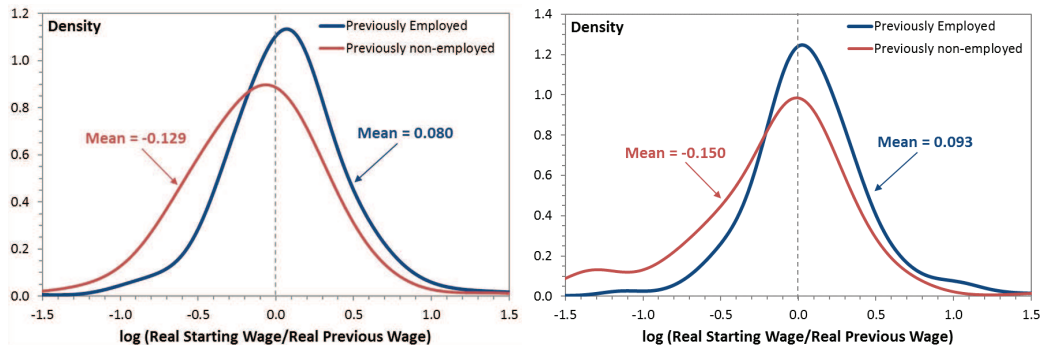 Density
Previously Employed
Previously non-employed
Mean = -0.129
Mean = 0.080
1.2
1.0
0.8
0.6
0.4
0.2
0.0
-1.5 -1.0 -0.5 0.0 0.5 1.0 1.5
log (Real Starting Wage/Real Previous Wage)
Density
Previously Employed
Previously non-employed
Mean = -0.150
Mean = 0.093
1.4
1.2
1.0
0.8
0.6
0.4
0.2
0.0
-1.5 -1.0 -0.5 0.0 0.5 1.0 1.5
log (Real Starting Wage/Real Previous Wage)